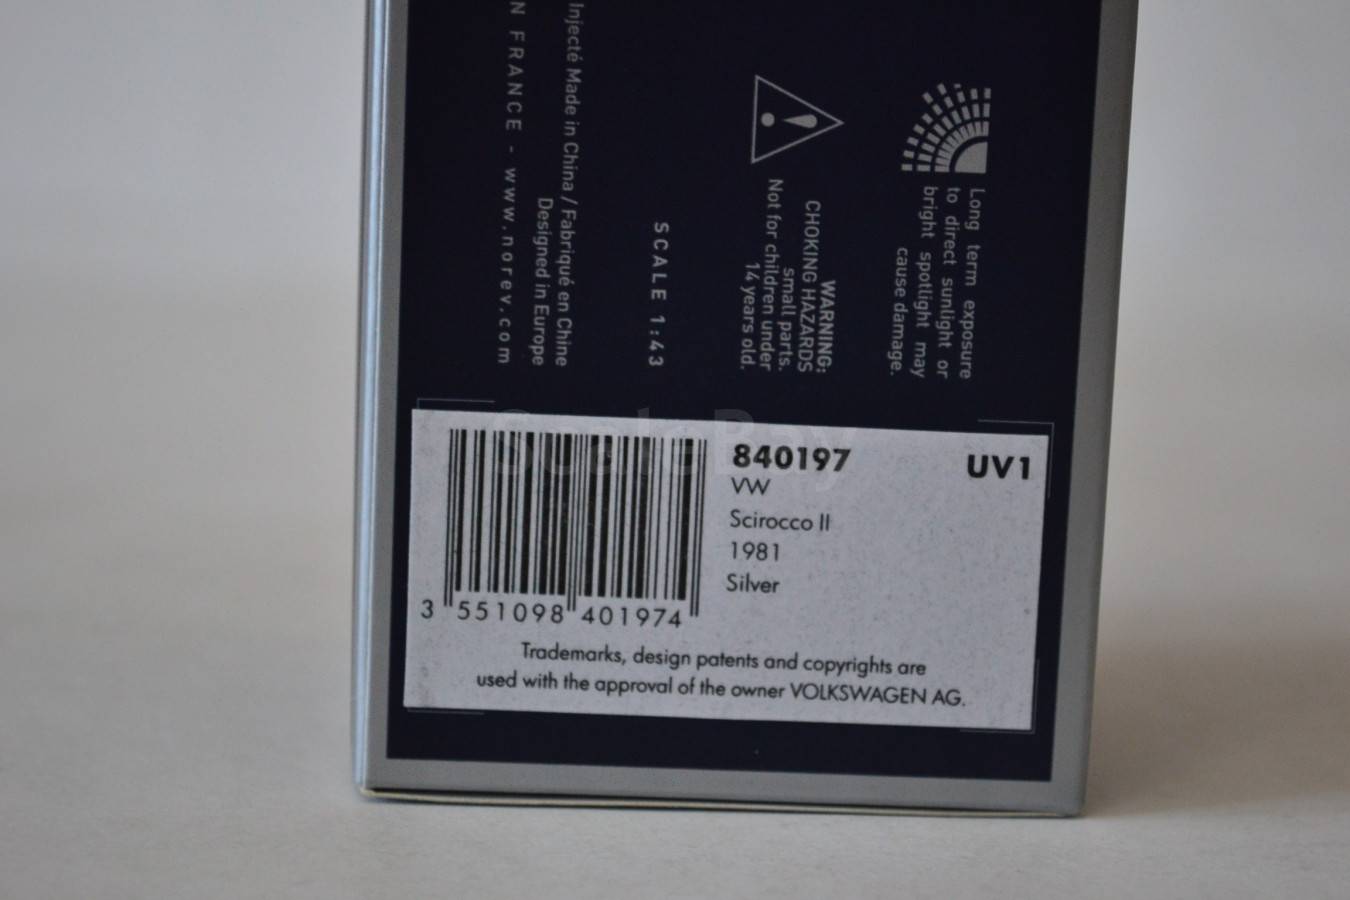 Long term exposure
to direct sunlight or
bright spotlight may
cause damage.
WARNING:
CHOKING HAZARDS
small parts.
Not for children under
14 years old.
SCALE 1:43
Injecté Made in China / Fabriqué en Chine
Designed in Europe
N FRANCE - www.norev.com
ScaleBay
840197
UV1
VW
Scirocco II
1981
Silver
3 551098 401974
Trademarks, design patents and copyrights are
used with the approval of the owner VOLKSWAGEN AG.